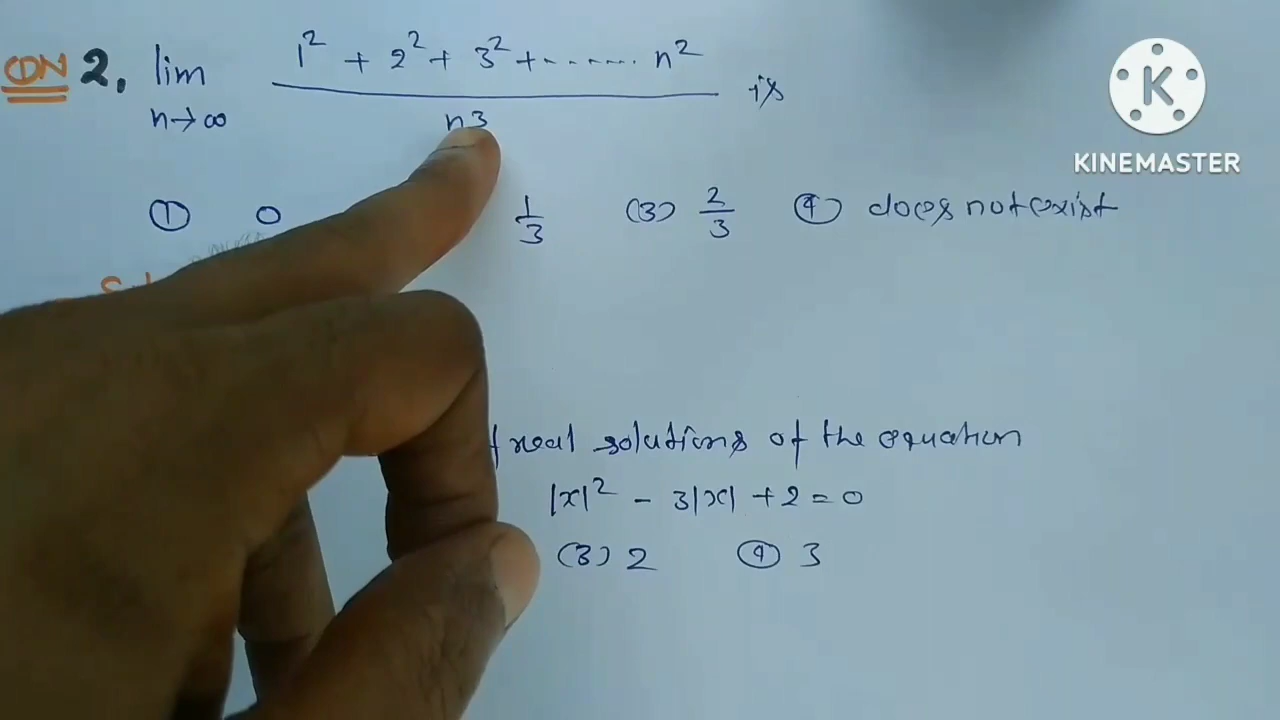 QN 2, lim 1² + 2² + 3² + ...... n² is
n→∞ n3
① 0 1/3 (3) 2/3 ④ does not exist
real solutions of the equation
|x|² - 3|x| + 2 = 0
(3) 2 ④ 3
K
KINEMASTER